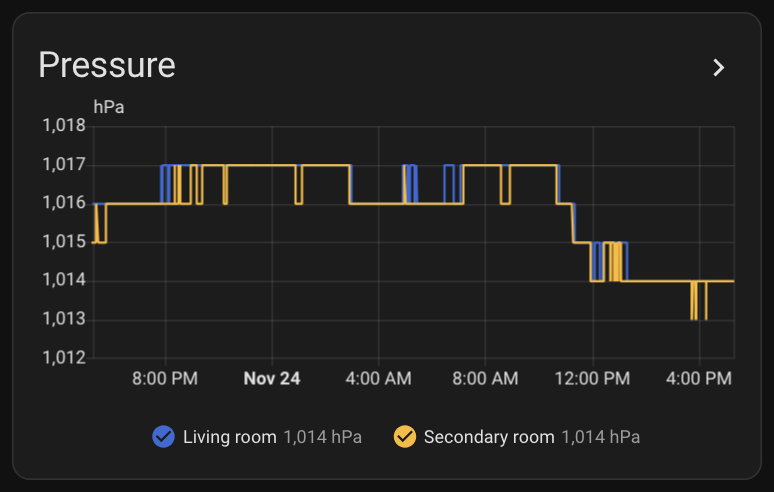 Pressure
hPa
1,018
1,017
1,016
1,015
1,014
1,013
1,012
8:00 PM Nov 24 4:00 AM 8:00 AM 12:00 PM 4:00 PM
Living room 1,014 hPa Secondary room 1,014 hPa